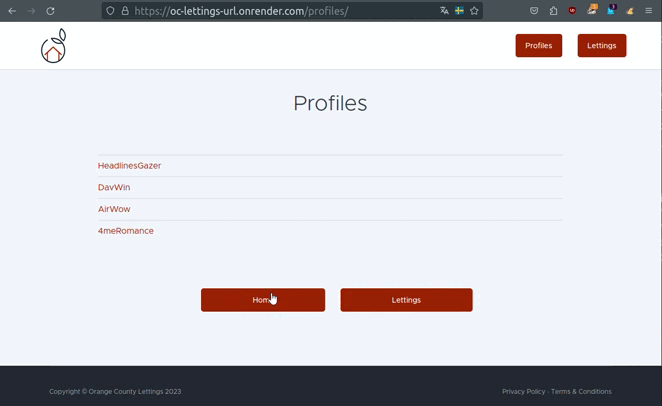 https://oc-lettings-url.onrender.com/profiles/
Profiles
Lettings
Profiles
HeadlinesGazer
DavWin
AirWow
4meRomance
Home
Lettings
Copyright © Orange County Lettings 2023
Privacy Policy · Terms & Conditions